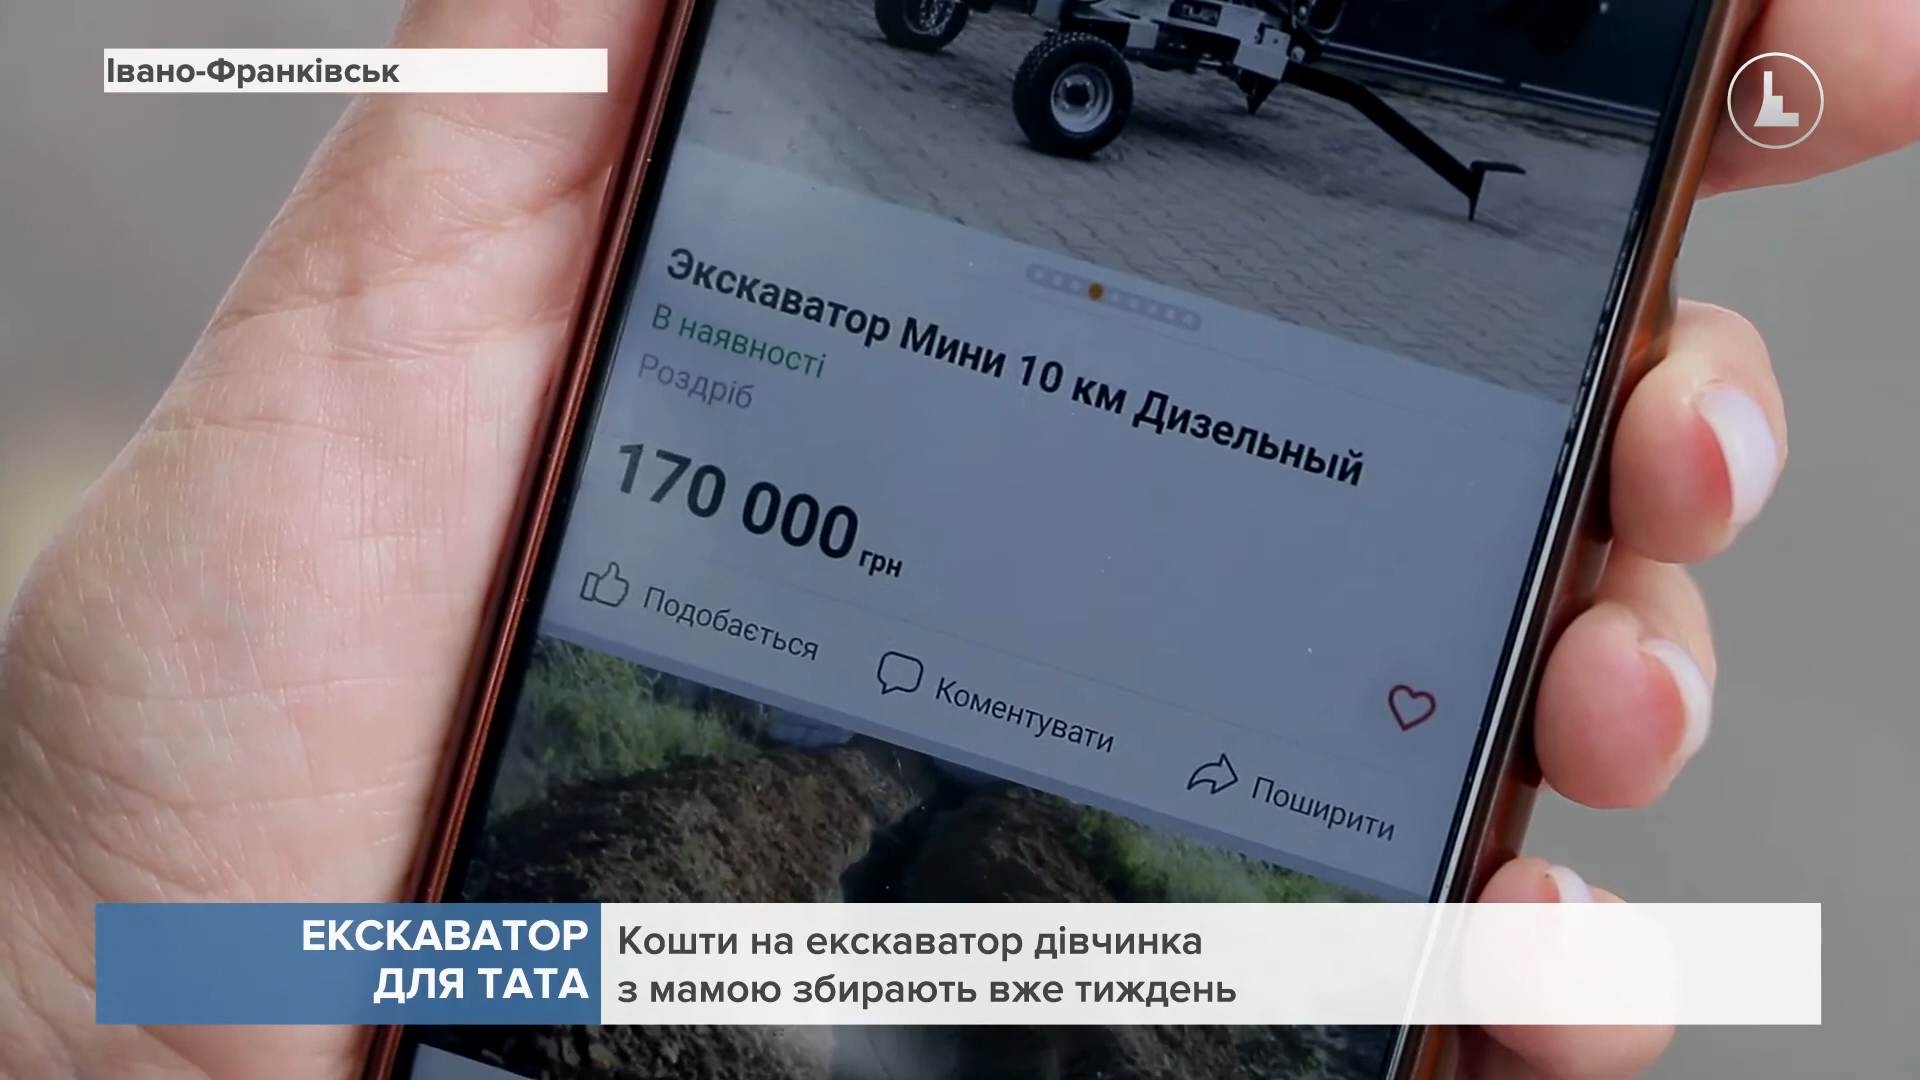 Івано-Франківськ
Экскаватор Мини 10 км Дизельный
В наявності
Роздріб
170 000 грн
Подобається
Коментувати
Поширити
ЕКСКАВАТОР
ДЛЯ ТАТА
Кошти на екскаватор дівчинка
з мамою збирають вже тиждень